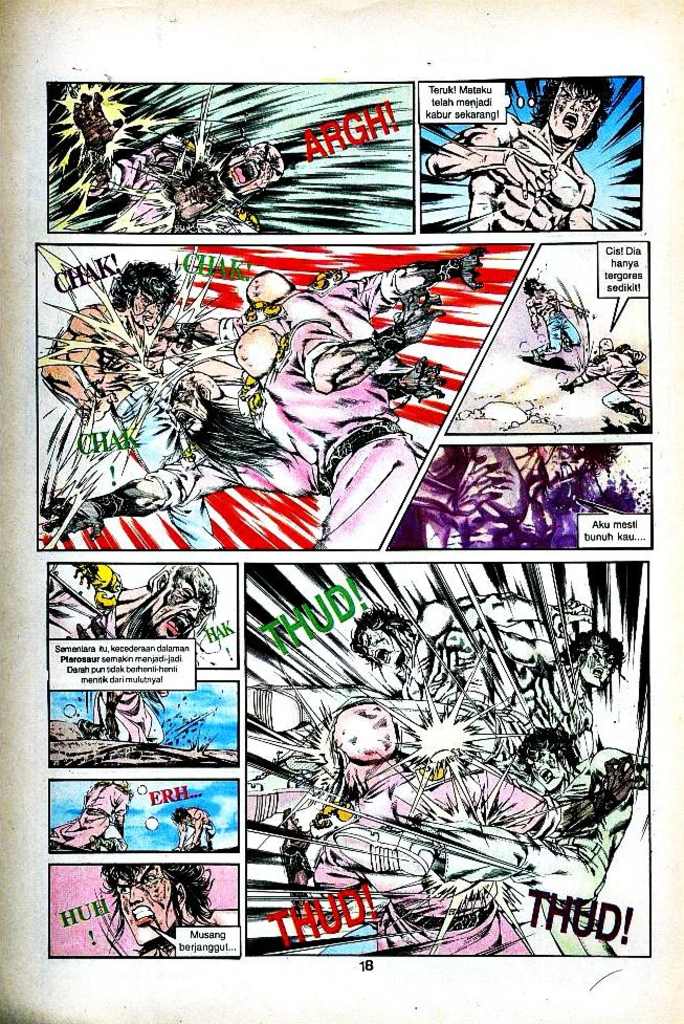 ARGH!
Teruk! Mataku
telah menjadi
kabur sekarang!
CHAK!
CHAK!
CHAK
!
Cis! Dia
hanya
tergores
sedikit!
Aku mesti
bunuh kau....
HAK
!
Sementara itu, kecederaan dalaman
Pterosaur semakin menjadi-jadi
Darah pun tidak berhenti-henti
menitik dari mulutnya!
ERH...
HUH
!
Musang
berjanggut...
THUD!
THUD!
THUD!
18